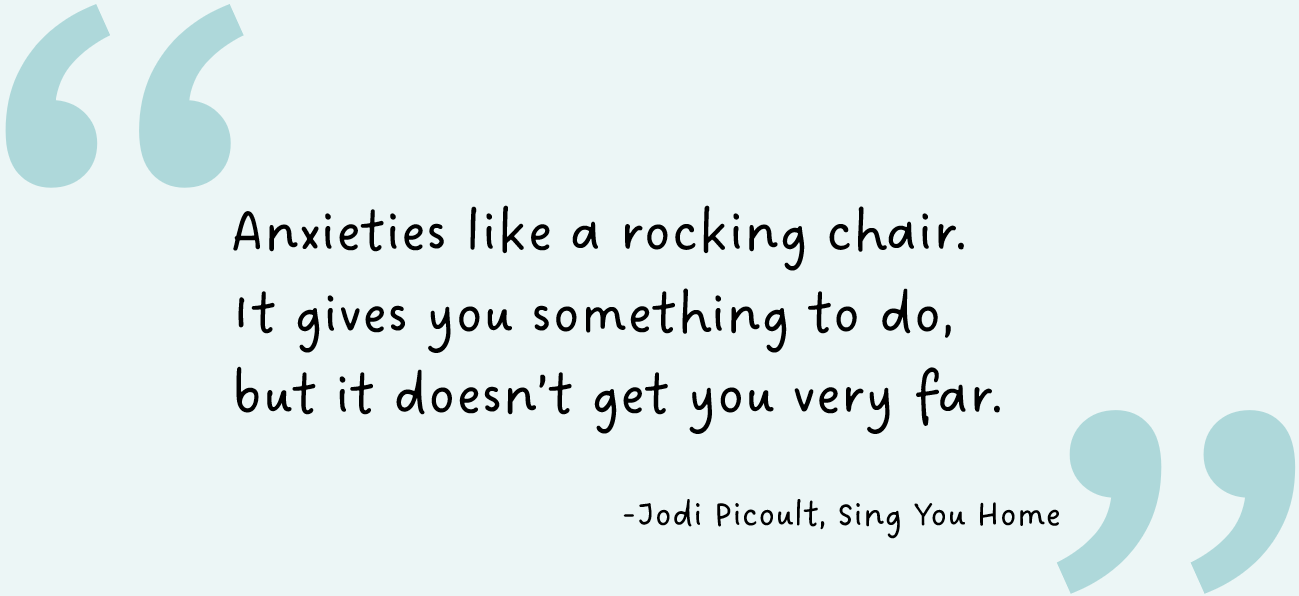 Anxieties like a rocking chair.
It gives you something to do,
but it doesn't get you very far.
-Jodi Picoult, Sing You Home